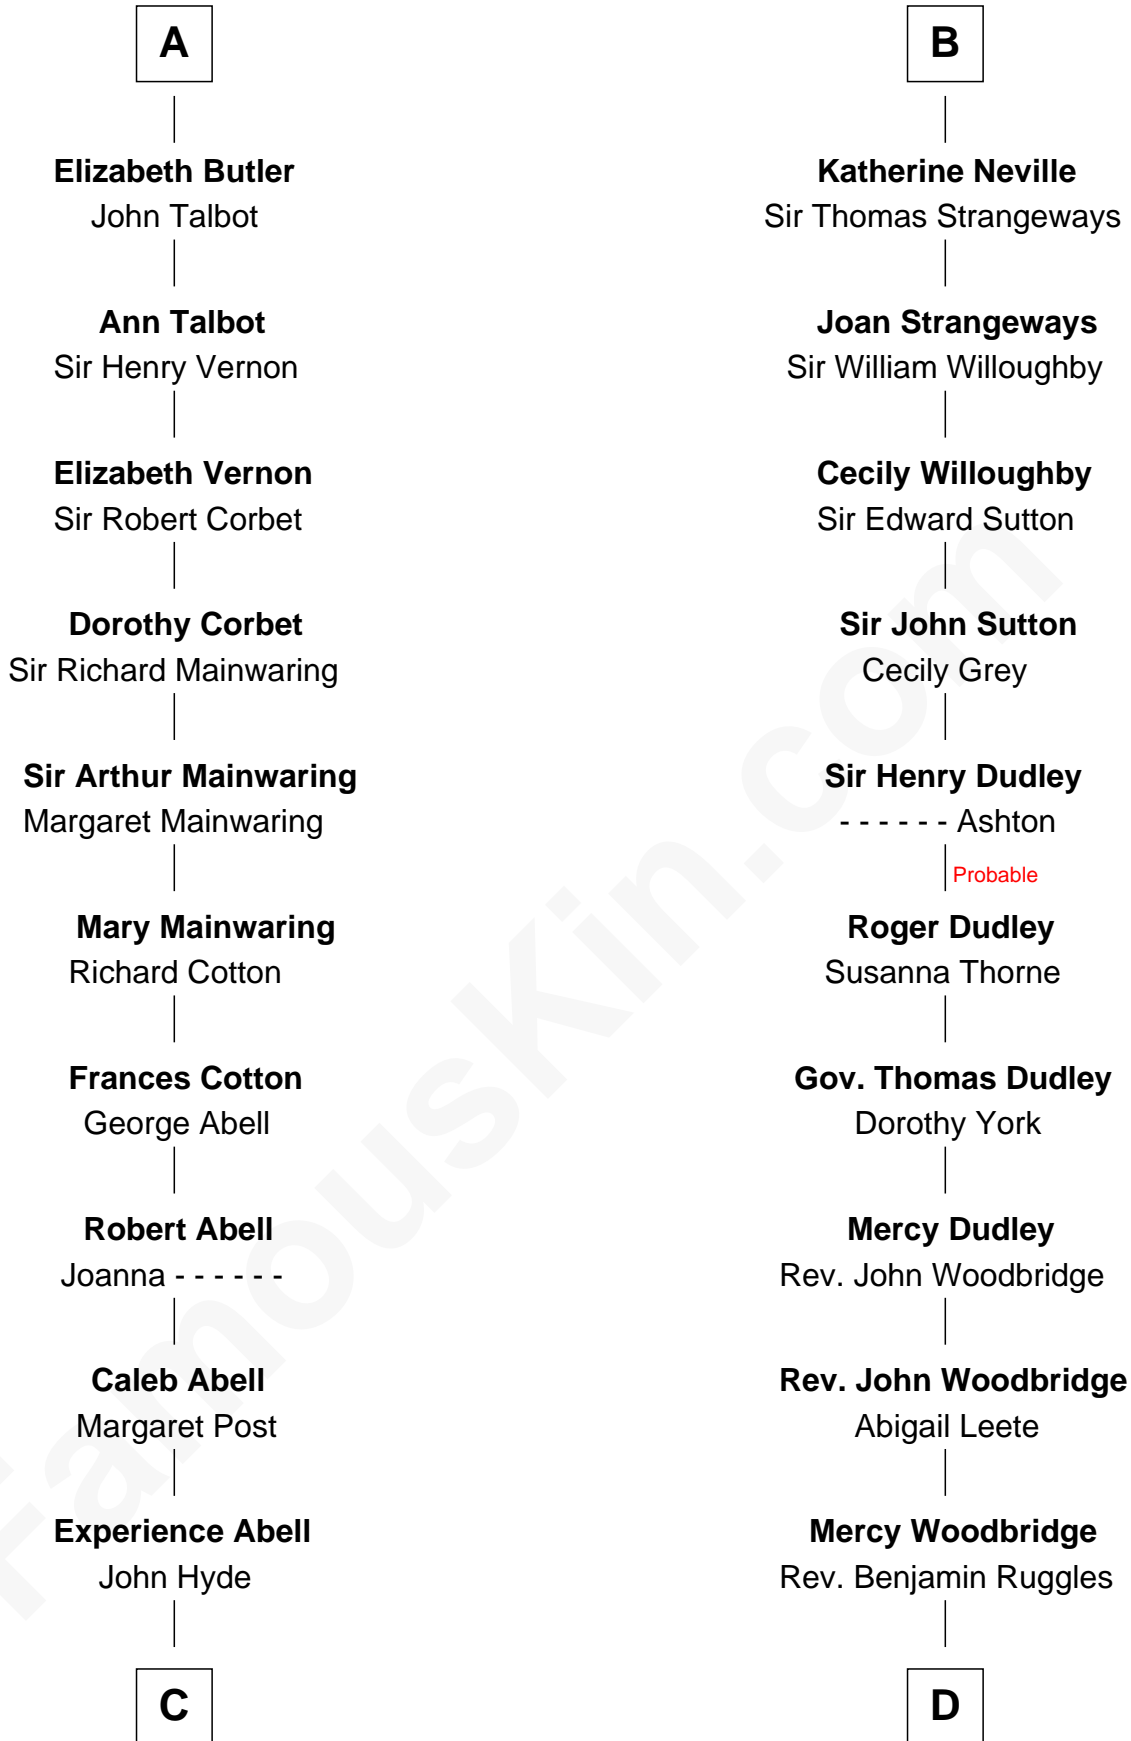 A
Elizabeth Butler
John Talbot
Ann Talbot
Sir Henry Vernon
Elizabeth Vernon
Sir Robert Corbet
Dorothy Corbet
Sir Richard Mainwaring
Sir Arthur Mainwaring
Margaret Mainwaring
Mary Mainwaring
Richard Cotton
Frances Cotton
George Abell
Robert Abell
Joanna - - - - - -
Caleb Abell
Margaret Post
Experience Abell
John Hyde
C
B
Katherine Neville
Sir Thomas Strangeways
Joan Strangeways
Sir William Willoughby
Cecily Willoughby
Sir Edward Sutton
Sir John Sutton
Cecily Grey
Sir Henry Dudley
- - - - - - Ashton
Probable
Roger Dudley
Susanna Thorne
Gov. Thomas Dudley
Dorothy York
Mercy Dudley
Rev. John Woodbridge
Rev. John Woodbridge
Abigail Leete
Mercy Woodbridge
Rev. Benjamin Ruggles
D
FamousKin.com